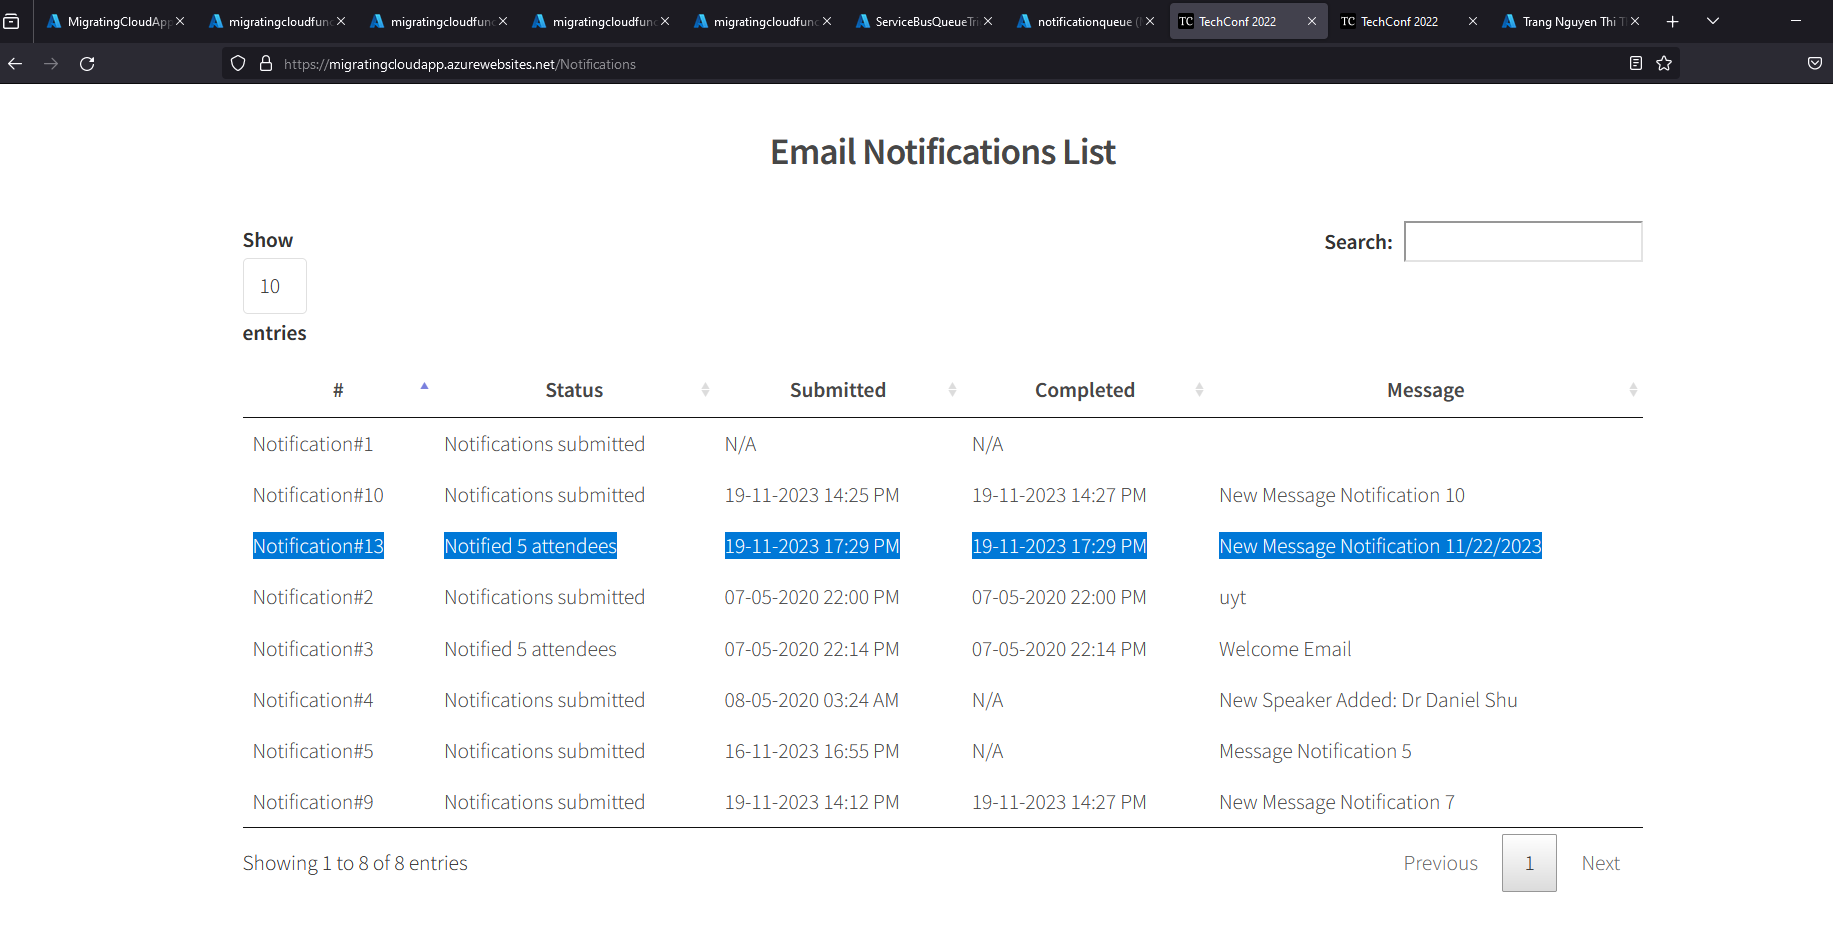 MigratingCloudApp migratingcloudfunc migratingcloudfunc migratingcloudfunc migratingcloudfunc ServiceBusQueueTri notificationqueue ( TC TechConf 2022 TC TechConf 2022 Trang Nguyen Thi T
https://migratingcloudapp.azurewebsites.net/Notifications
Email Notifications List
Show
10
entries
Search:
# Status Submitted Completed Message
Notification#1 Notifications submitted N/A N/A
Notification#10 Notifications submitted 19-11-2023 14:25 PM 19-11-2023 14:27 PM New Message Notification 10
Notification#13 Notified 5 attendees 19-11-2023 17:29 PM 19-11-2023 17:29 PM New Message Notification 11/22/2023
Notification#2 Notifications submitted 07-05-2020 22:00 PM 07-05-2020 22:00 PM uyt
Notification#3 Notified 5 attendees 07-05-2020 22:14 PM 07-05-2020 22:14 PM Welcome Email
Notification#4 Notifications submitted 08-05-2020 03:24 AM N/A New Speaker Added: Dr Daniel Shu
Notification#5 Notifications submitted 16-11-2023 16:55 PM N/A Message Notification 5
Notification#9 Notifications submitted 19-11-2023 14:12 PM 19-11-2023 14:27 PM New Message Notification 7
Showing 1 to 8 of 8 entries
Previous 1 Next